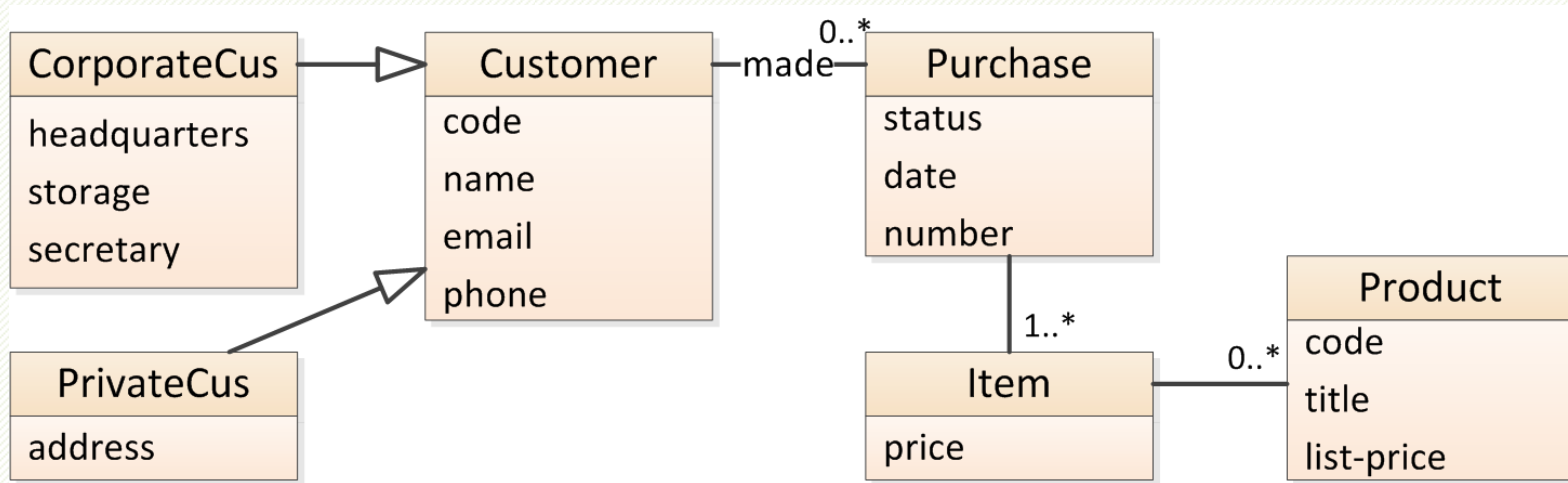 CorporateCus
headquarters
storage
secretary
PrivateCus
address
Customer
code
name
email
phone
made
0..*
Purchase
status
date
number
1..*
Item
price
0..*
Product
code
title
list-price